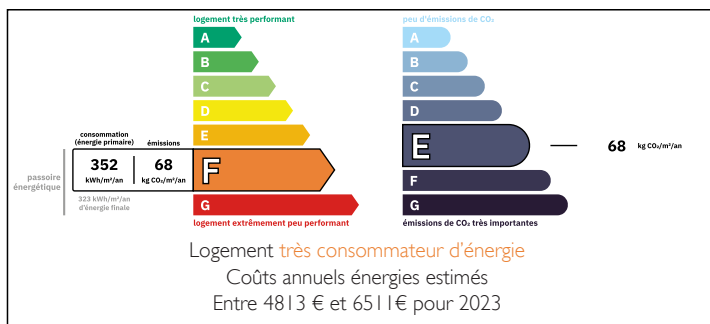 logement très performant
A
B
C
D
E
consommation
(énergie primaire)
émissions
352
kWh/m²/an
68
kg CO₂/m²/an
F
passoire
énergétique
323 kWh/m²/an
d'énergie finale
G
logement extrêmement peu performant
peu d'émissions de CO₂
A
B
C
D
E
68 kg CO₂/m²/an
F
G
émissions de CO₂ très importantes
Logement très consommateur d'énergie
Coûts annuels énergies estimés
Entre 4813 € et 6511€ pour 2023